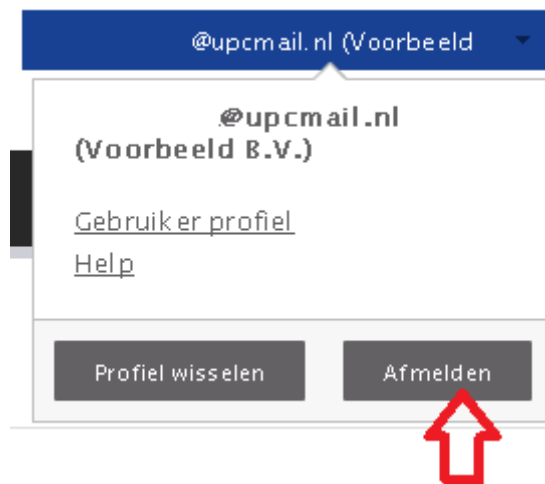 @upcmail.nl (Voorbeeld
@upcmail.nl
(Voorbeeld B.V.)
Gebruiker profiel
Help
Profiel wisselen
Afmelden